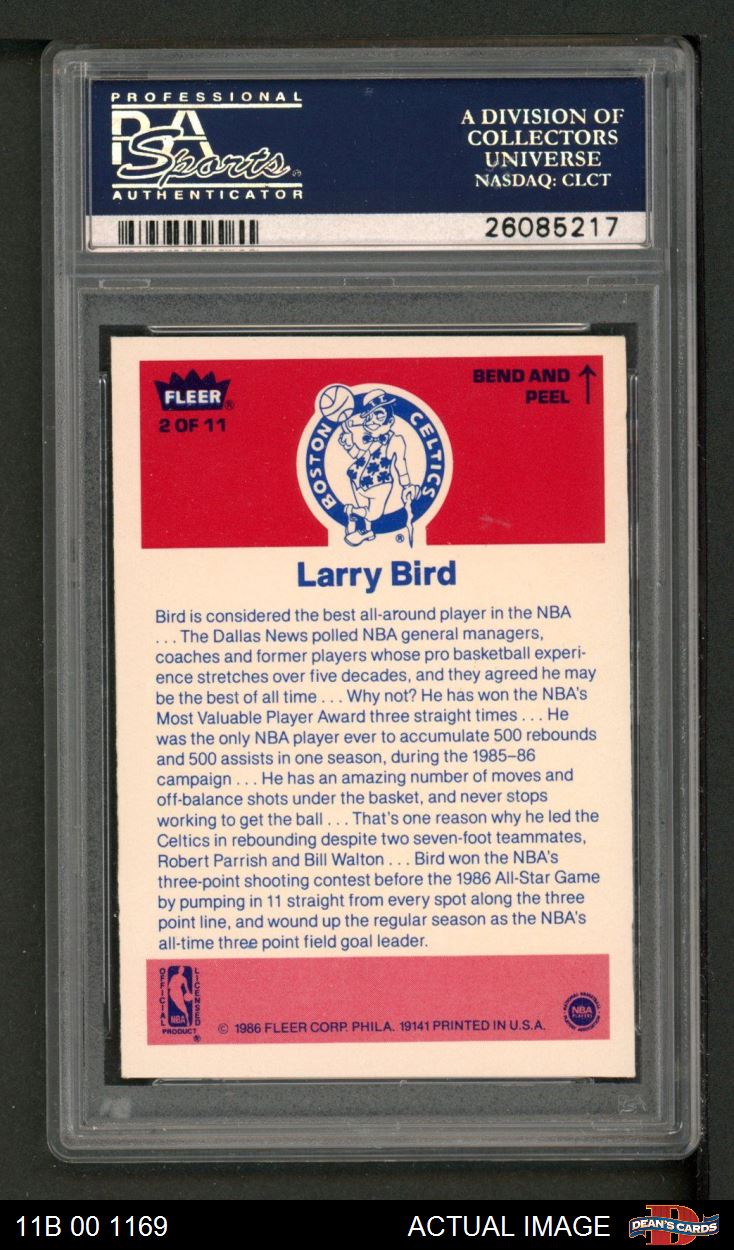 PROFESSIONAL
PSA
Sports
AUTHENTICATOR
A DIVISION OF
COLLECTORS
UNIVERSE
NASDAQ: CLCT
26085217
FLEER®
2 OF 11
BEND AND
PEEL
BOSTON CELTICS
®
Larry Bird
Bird is considered the best all-around player in the NBA
. . . The Dallas News polled NBA general managers,
coaches and former players whose pro basketball experi-
ence stretches over five decades, and they agreed he may
be the best of all time . . . Why not? He has won the NBA's
Most Valuable Player Award three straight times . . . He
was the only NBA player ever to accumulate 500 rebounds
and 500 assists in one season, during the 1985–86
campaign . . . He has an amazing number of moves and
off-balance shots under the basket, and never stops
working to get the ball . . . That's one reason why he led the
Celtics in rebounding despite two seven-foot teammates,
Robert Parrish and Bill Walton . . . Bird won the NBA's
three-point shooting contest before the 1986 All-Star Game
by pumping in 11 straight from every spot along the three
point line, and wound up the regular season as the NBA's
all-time three point field goal leader.
OFFICIAL LICENSED
NBA
PRODUCT ®
© 1986 FLEER CORP. PHILA. 19141 PRINTED IN U.S.A.
NBA
PLAYERS
PSA
11B 00 1169
ACTUAL IMAGE
DEAN'S CARDS